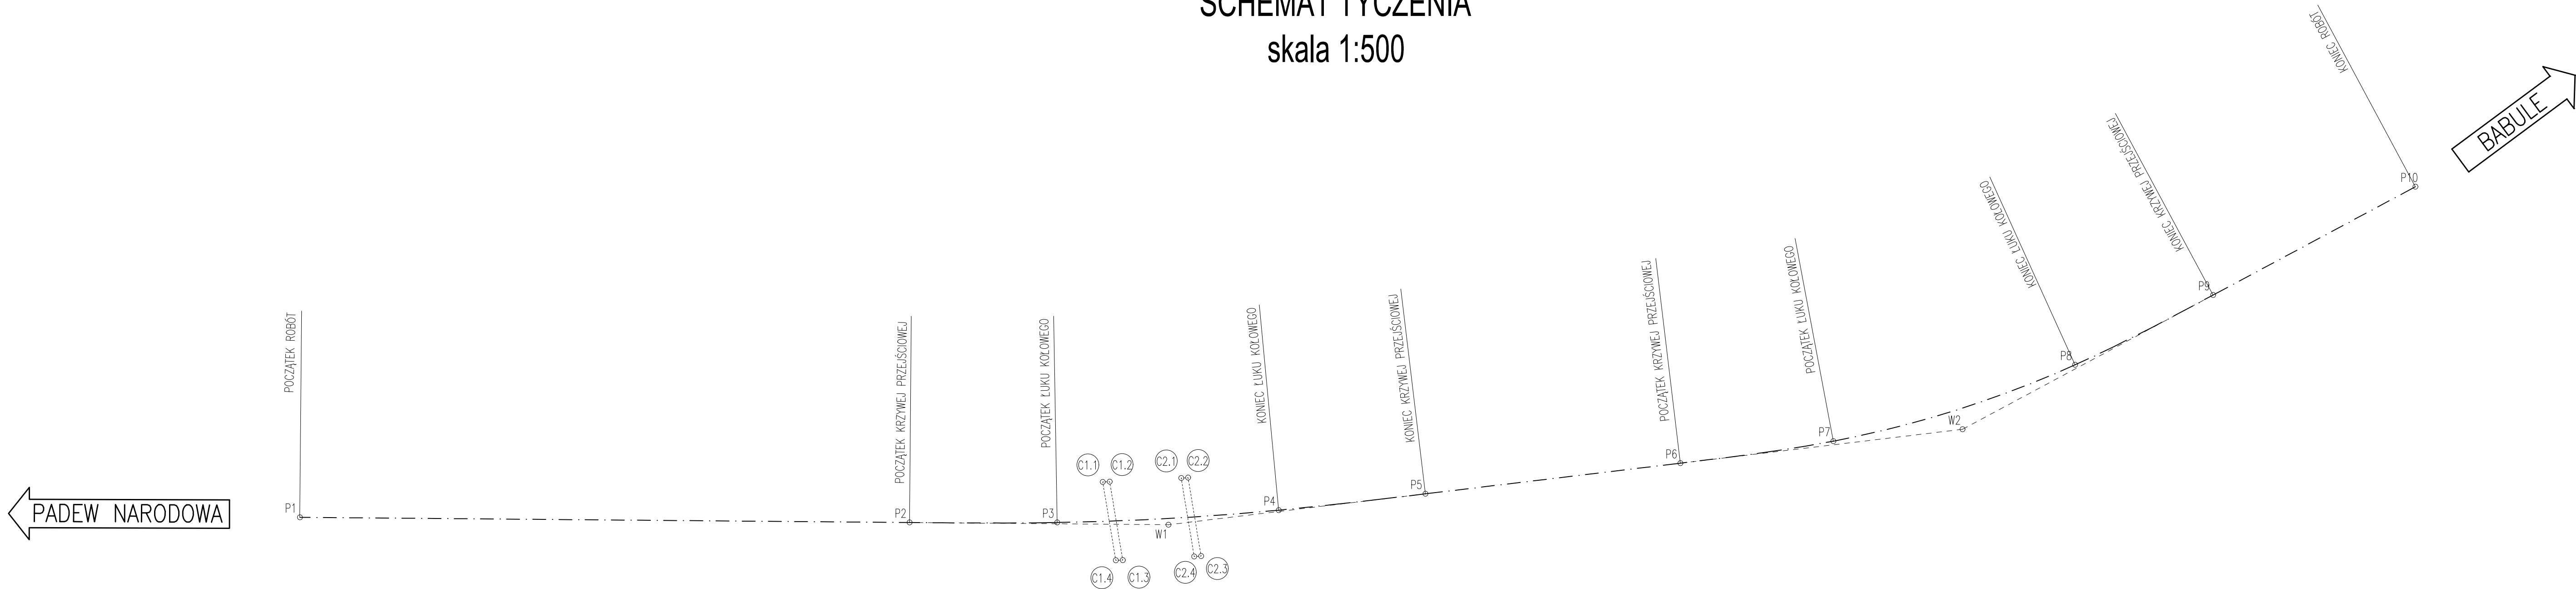 SCHEMAT TYCZENIA
skala 1:500
PADEW NARODOWA
POCZĄTEK ROBÓT
P1
POCZĄTEK KRZYWEJ PRZEJŚCIOWEJ
P2
POCZĄTEK ŁUKU KOŁOWEGO
P3
C1.1
C1.2
C1.4
C1.3
W1
C2.1
C2.2
C2.4
C2.3
KONIEC ŁUKU KOŁOWEGO
P4
KONIEC KRZYWEJ PRZEJŚCIOWEJ
P5
POCZĄTEK KRZYWEJ PRZEJŚCIOWEJ
P6
POCZĄTEK ŁUKU KOŁOWEGO
P7
W2
KONIEC ŁUKU KOŁOWEGO
P8
KONIEC KRZYWEJ PRZEJŚCIOWEJ
P9
KONIEC ROBÓT
P10
BABULE